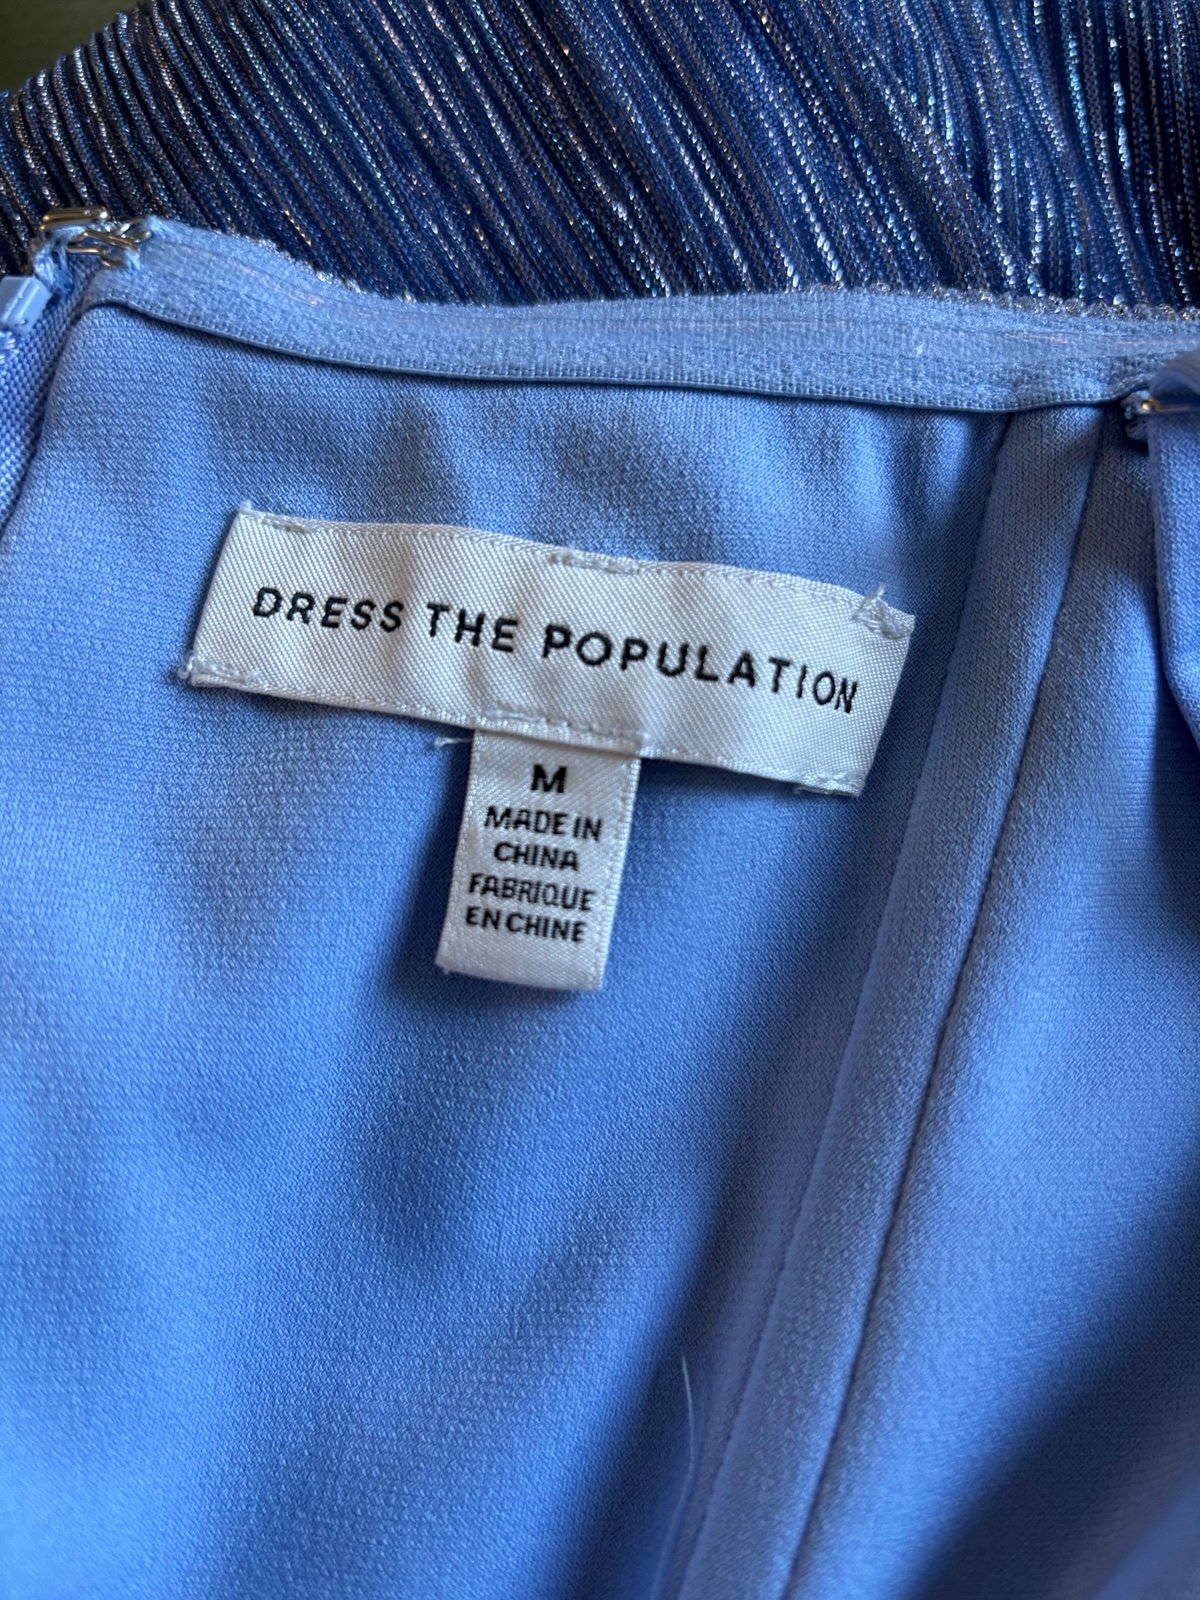 DRESS THE POPULATION
M
MADE IN
CHINA
FABRIQUE
EN CHINE